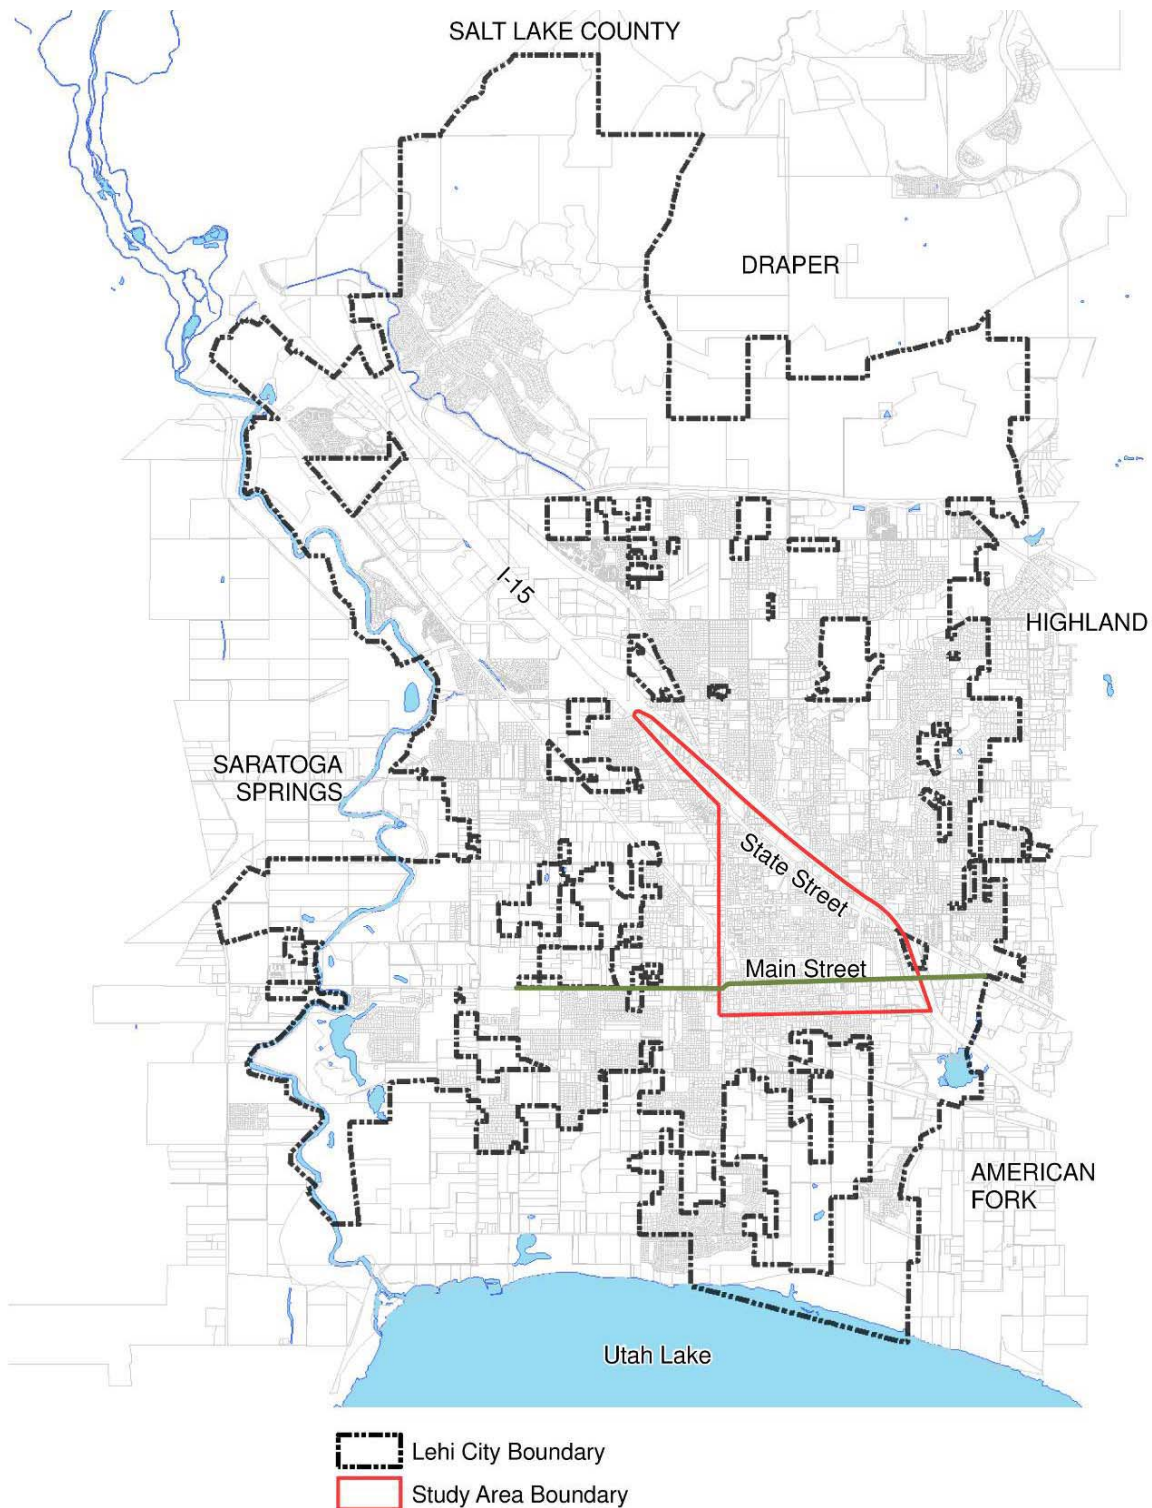 SALT LAKE COUNTY
DRAPER
I-15
HIGHLAND
SARATOGA
SPRINGS
State Street
Main Street
AMERICAN
FORK
Utah Lake
Lehi City Boundary
Study Area Boundary